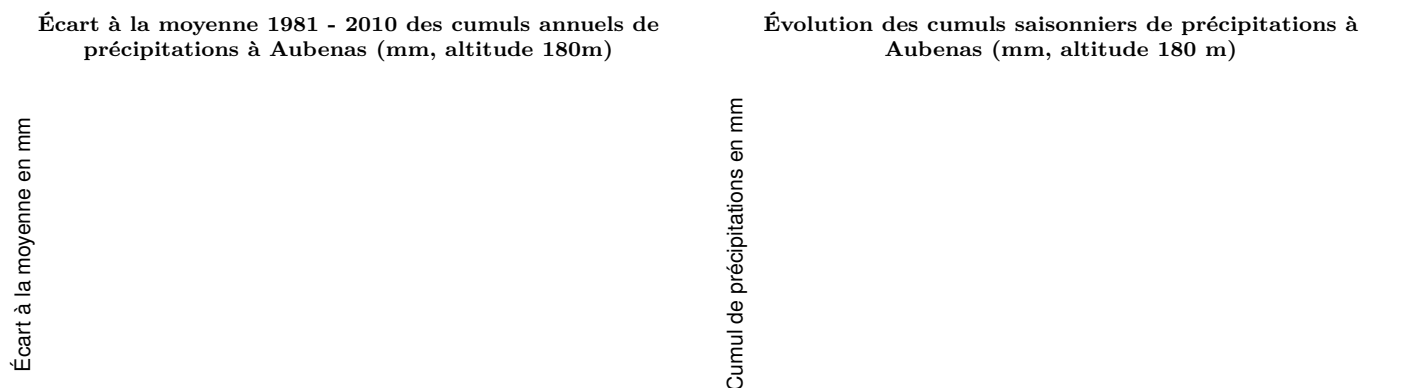 Écart à la moyenne 1981 - 2010 des cumuls annuels de
précipitations à Aubenas (mm, altitude 180m)
Écart à la moyenne en mm
Évolution des cumuls saisonniers de précipitations à
Aubenas (mm, altitude 180 m)
Cumul de précipitations en mm